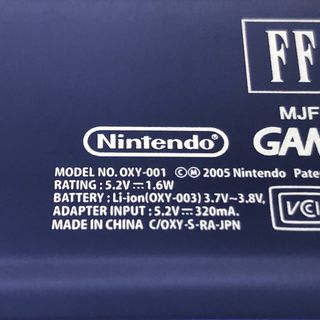 FF
MJF
Nintendo
GAM
MODEL NO. OXY-001 ©Ⓜ 2005 Nintendo Pate
RATING : 5.2V⎓1.6W
BATTERY : Li-ion(OXY-003) 3.7V~3.8V,
ADAPTER INPUT : 5.2V⎓320mA.
MADE IN CHINA C/OXY-S-RA-JPN
VCI